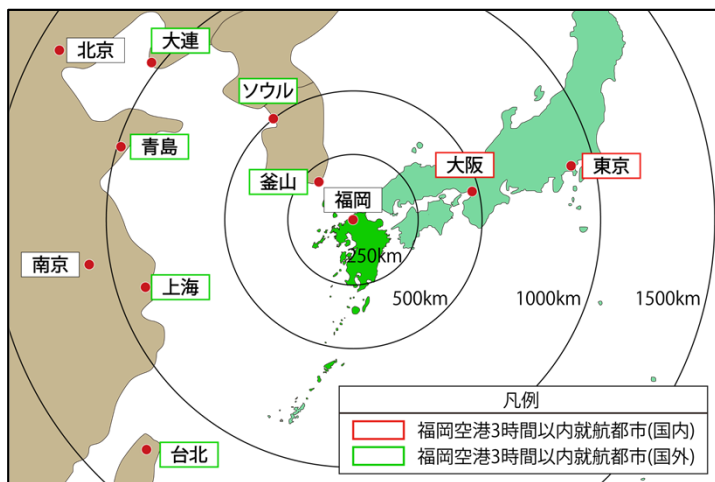 北京
大連
ソウル
青島
釜山
大阪
東京
福岡
250km
南京
上海
500km
1000km
1500km
台北
凡例
福岡空港3時間以内就航都市(国内)
福岡空港3時間以内就航都市(国外)